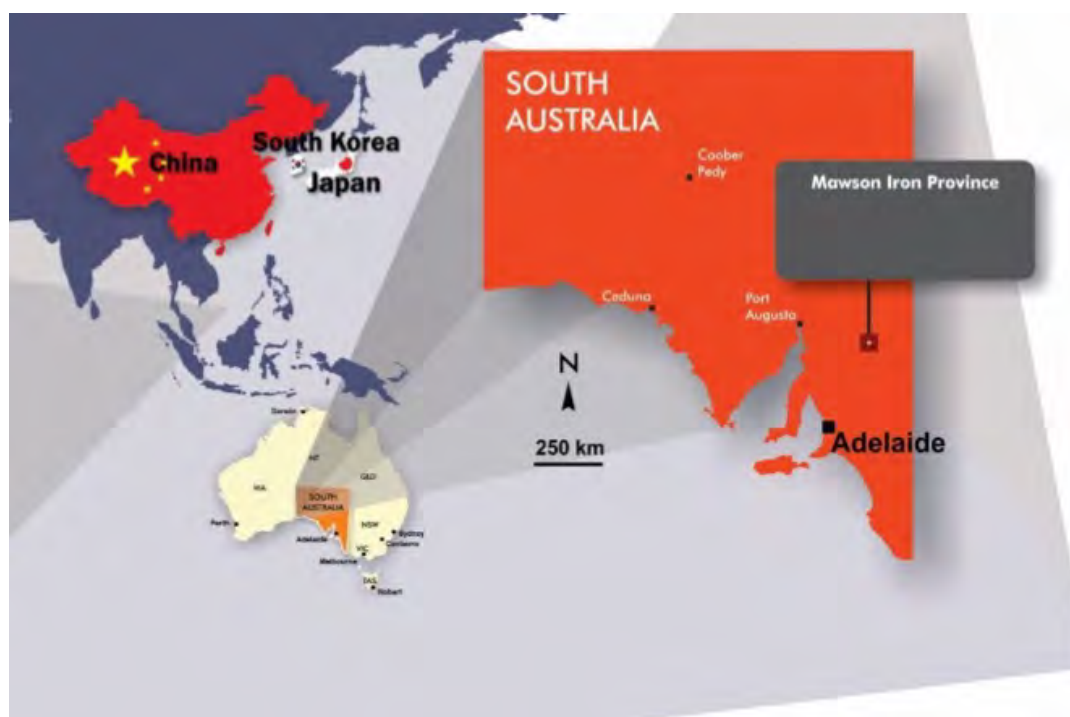 SOUTH
AUSTRALIA
Coober
Pedy
Mawson Iron Province
Ceduna
Port
Augusta
Adelaide
N
250 km
China
South Korea
Japan
Darwin
NT
QLD
WA
SOUTH
AUSTRALIA
NSW
Perth
Adelaide
Sydney
Canberra
VIC
Melbourne
TAS
Hobart